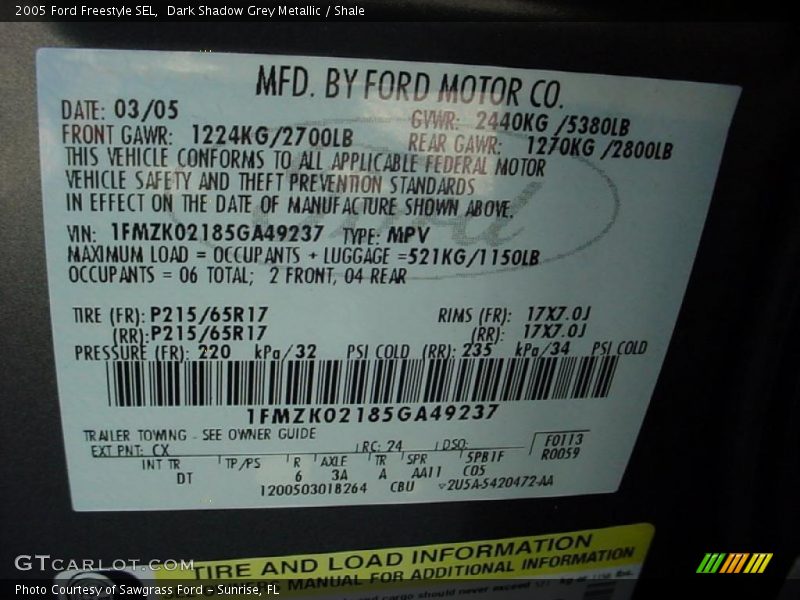 2005 Ford Freestyle SEL, Dark Shadow Grey Metallic / Shale
MFD. BY FORD MOTOR CO.
DATE: 03/05 GVWR: 2440KG /5380LB
FRONT GAWR: 1224KG/2700LB REAR GAWR: 1270KG /2800LB
THIS VEHICLE CONFORMS TO ALL APPLICABLE FEDERAL MOTOR
VEHICLE SAFETY AND THEFT PREVENTION STANDARDS
IN EFFECT ON THE DATE OF MANUFACTURE SHOWN ABOVE.
VIN: 1FMZK02185GA49237 TYPE: MPV
MAXIMUM LOAD = OCCUPANTS + LUGGAGE =521KG/1150LB
OCCUPANTS = 06 TOTAL; 2 FRONT, 04 REAR
TIRE (FR): P215/65R17 RIMS (FR): 17X7.0J
(RR): P215/65R17 (RR): 17X7.0J
PRESSURE (FR): 220 kPa/32 PSI COLD (RR): 235 kPa/34 PSI COLD
1FMZK02185GA49237
TRAILER TOWING - SEE OWNER GUIDE
EXT PNT: CX RC: 24 DSO: F0113
R0059
INT TR TP/PS R AXLE TR SPR SPB1F
DT 6 3A A AA11 C05
1200503018264 CBU 2U5A-5420472-AA
TIRE AND LOAD INFORMATION
MANUAL FOR ADDITIONAL INFORMATION
cargo should never exceed
GTcarlot.com
Photo Courtesy of Sawgrass Ford - Sunrise, FL